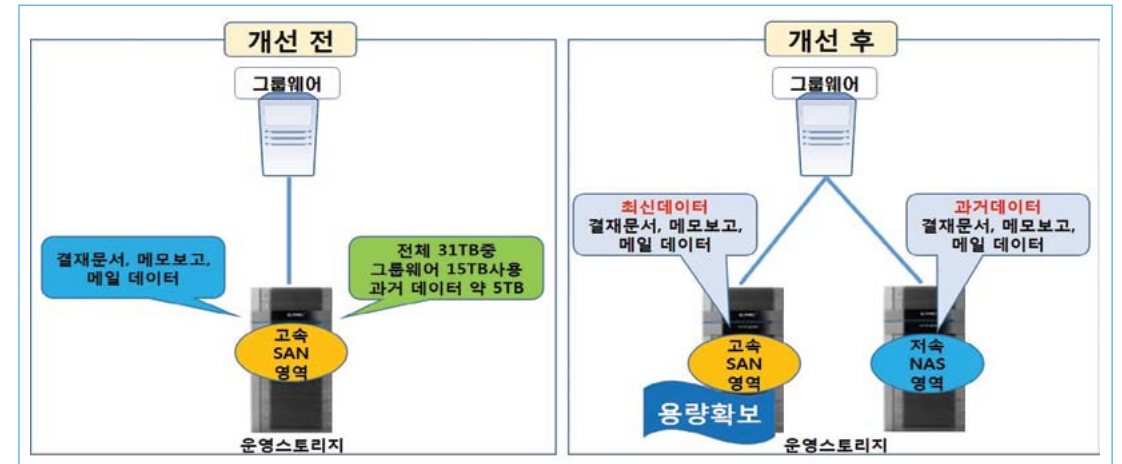 개선 전
그룹웨어
결재문서, 메모보고,
메일 데이터
전체 31TB중
그룹웨어 15TB사용
과거 데이터 약 5TB
고속
SAN
영역
운영스토리지
개선 후
그룹웨어
최신데이터
결재문서, 메모보고,
메일 데이터
과거데이터
결재문서, 메모보고,
메일 데이터
고속
SAN
영역
저속
NAS
영역
용량확보
운영스토리지